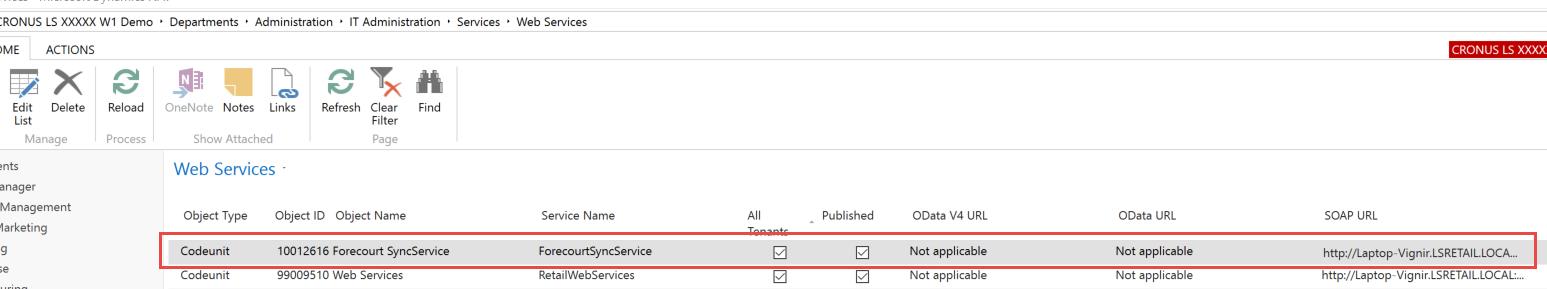 CRONUS LS XXXXX W1 Demo › Departments › Administration › IT Administration › Services › Web Services
OME ACTIONS
CRONUS LS XXXX
Edit List
Delete
Reload
OneNote
Notes
Links
Refresh
Clear Filter
Find
Manage
Process
Show Attached
Page
ents
anager
Management
Marketing
g
se
uring
Web Services
Object Type Object ID Object Name Service Name All Tenants Published OData V4 URL OData URL SOAP URL
Codeunit 10012616 Forecourt SyncService ForecourtSyncService Not applicable Not applicable http://Laptop-Vignir.LSRETAIL.LOCA...
Codeunit 99009510 Web Services RetailWebServices Not applicable Not applicable http://Laptop-Vignir.LSRETAIL.LOCAL:...